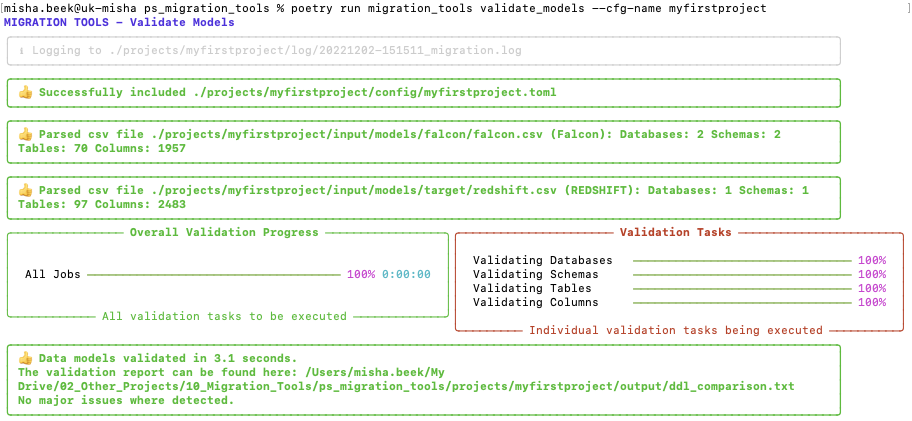 [misha.beek@uk-misha ps_migration_tools % poetry run migration_tools validate_models --cfg-name myfirstproject ]
MIGRATION TOOLS - Validate Models
ℹ Logging to ./projects/myfirstproject/log/20221202-151511_migration.log
👍 Successfully included ./projects/myfirstproject/config/myfirstproject.toml
👍 Parsed csv file ./projects/myfirstproject/input/models/falcon/falcon.csv (Falcon): Databases: 2 Schemas: 2
Tables: 70 Columns: 1957
👍 Parsed csv file ./projects/myfirstproject/input/models/target/redshift.csv (REDSHIFT): Databases: 1 Schemas: 1
Tables: 97 Columns: 2483
Overall Validation Progress
All Jobs 100% 0:00:00
All validation tasks to be executed
Validation Tasks
Validating Databases 100%
Validating Schemas 100%
Validating Tables 100%
Validating Columns 100%
Individual validation tasks being executed
👍 Data models validated in 3.1 seconds.
The validation report can be found here: /Users/misha.beek/My
Drive/02_Other_Projects/10_Migration_Tools/ps_migration_tools/projects/myfirstproject/output/ddl_comparison.txt
No major issues where detected.